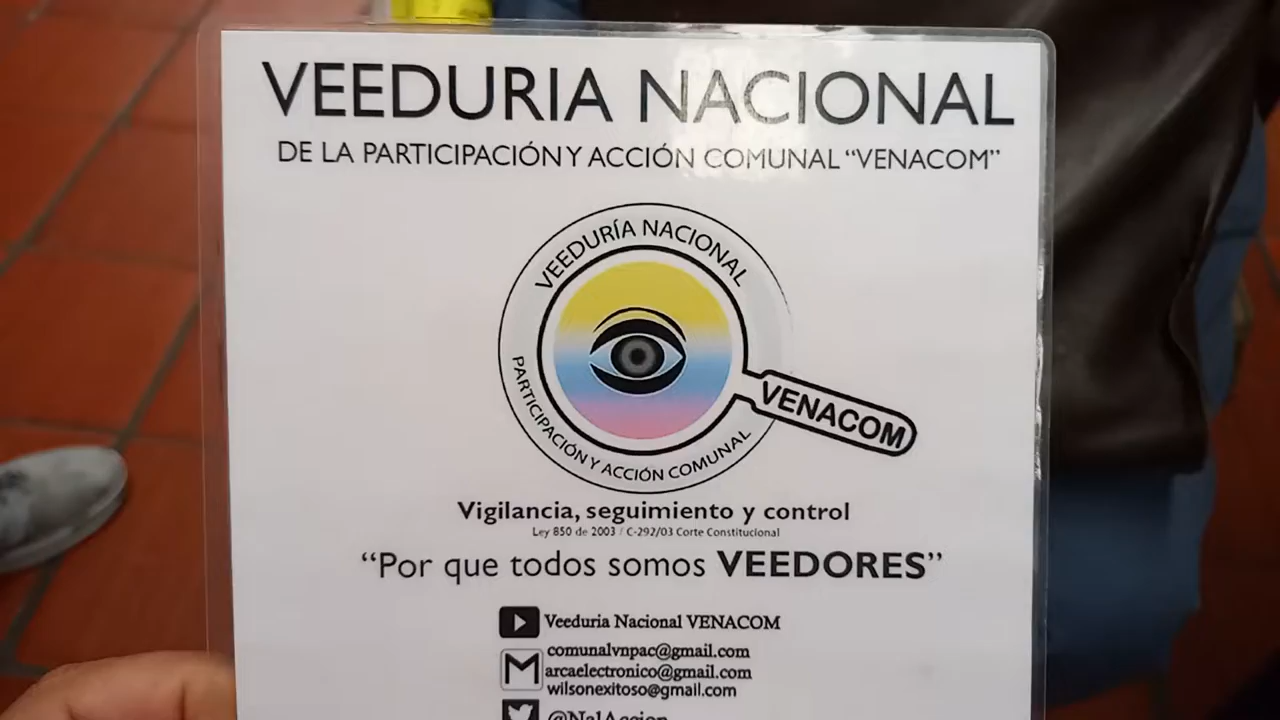 VEEDURIA NACIONAL
DE LA PARTICIPACIÓN Y ACCIÓN COMUNAL “VENACOM”
VEEDURÍA NACIONAL
PARTICIPACIÓN Y ACCIÓN COMUNAL
VENACOM
Vigilancia, seguimiento y control
Ley 850 de 2003 / C-292/03 Corte Constitucional
“Por que todos somos VEEDORES”
Veeduria Nacional VENACOM
comunalvnpac@gmail.com
arcaelectronico@gmail.com
wilsonexitoso@gmail.com
@NalAccion